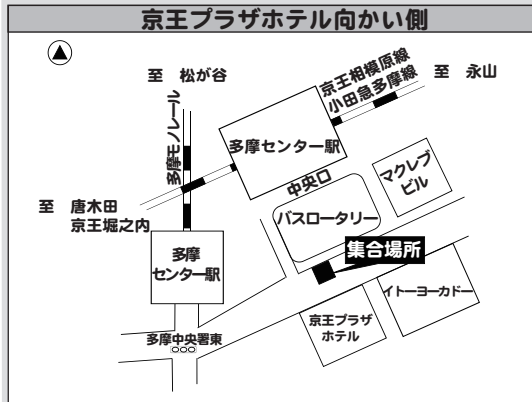 京王プラザホテル向かい側
至 松が谷
京王相模原線
小田急多摩線
至 永山
多摩モノレール
多摩センター駅
中央口
マクレブ
ビル
至 唐木田
京王堀之内
バスロータリー
多摩
センター駅
集合場所
イトーヨーカドー
京王プラザ
ホテル
多摩中央署東